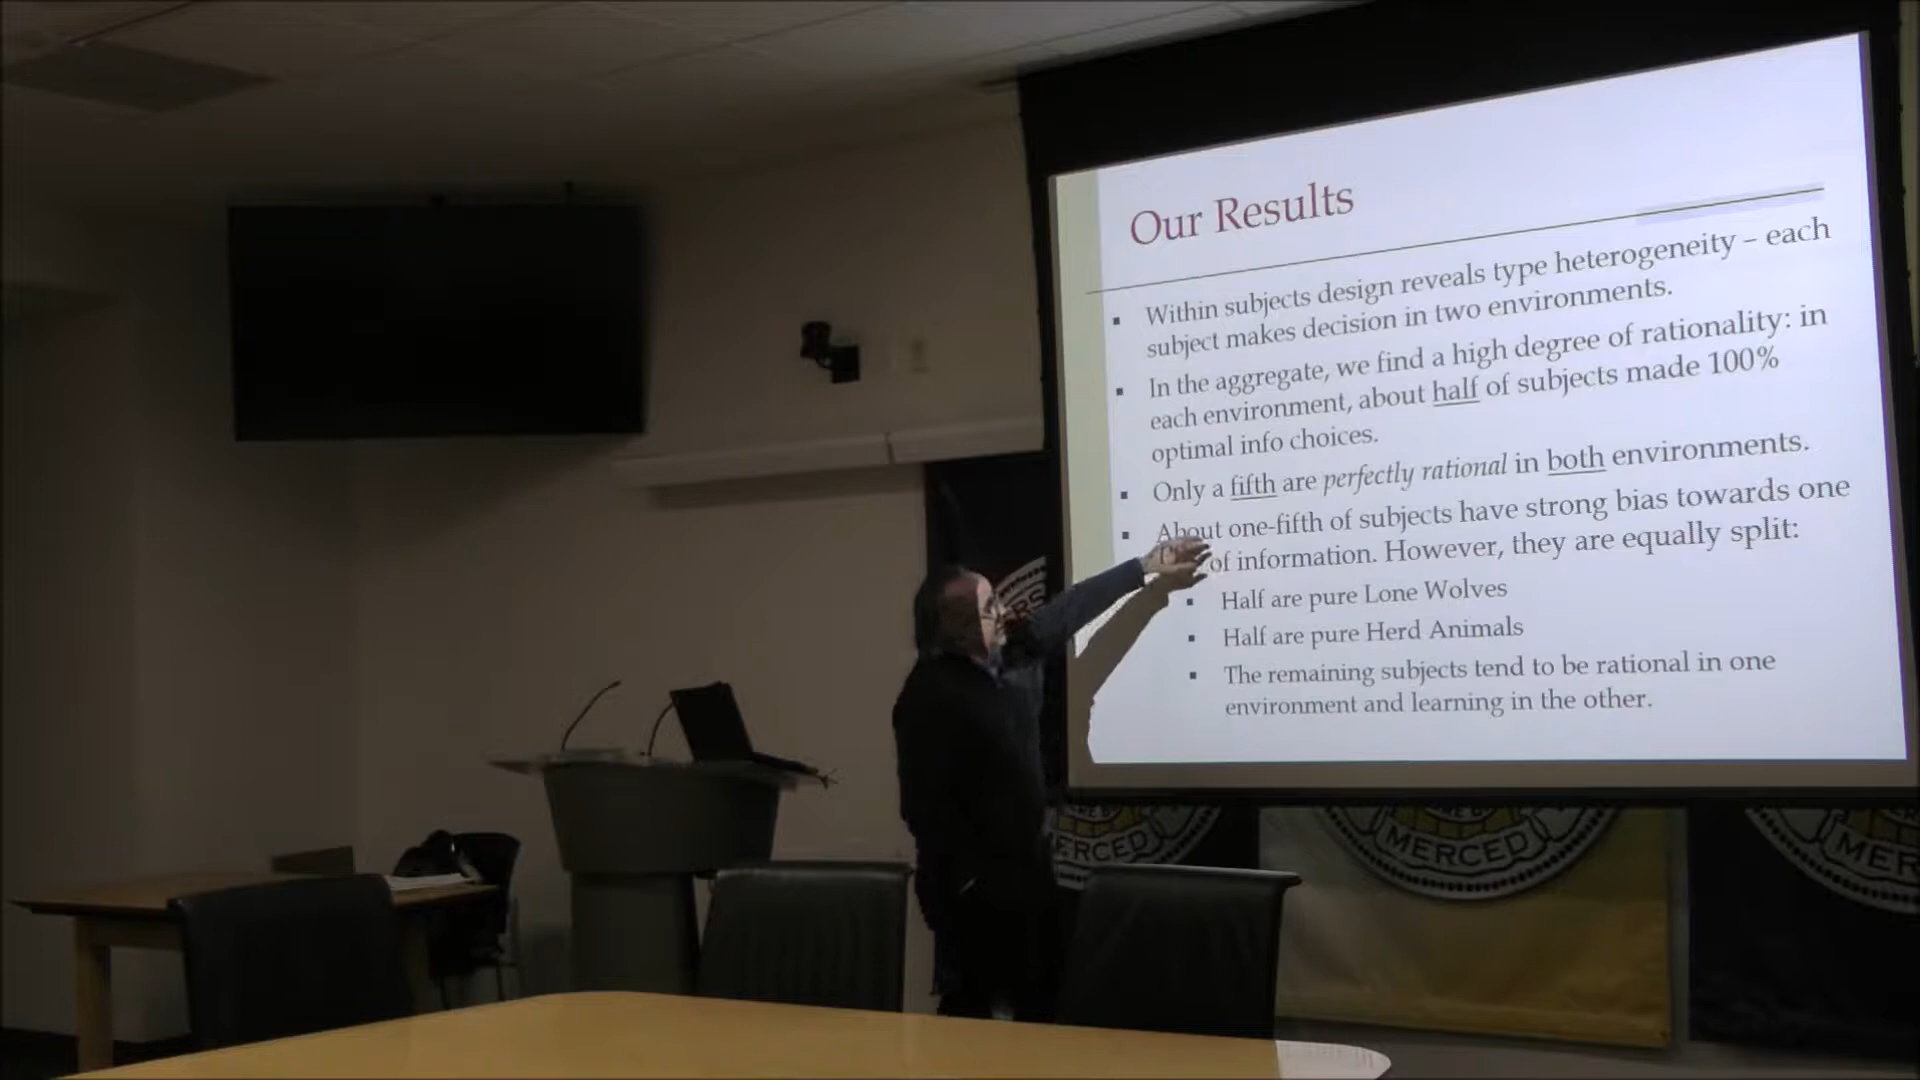 Our Results
▪ Within subjects design reveals type heterogeneity – each
subject makes decision in two environments.
▪ In the aggregate, we find a high degree of rationality: in
each environment, about half of subjects made 100%
optimal info choices.
▪ Only a fifth are perfectly rational in both environments.
▪ About one-fifth of subjects have strong bias towards one
of information. However, they are equally split:
▪ Half are pure Lone Wolves
▪ Half are pure Herd Animals
▪ The remaining subjects tend to be rational in one
environment and learning in the other.
ERS
ERCED
MERCED
MER